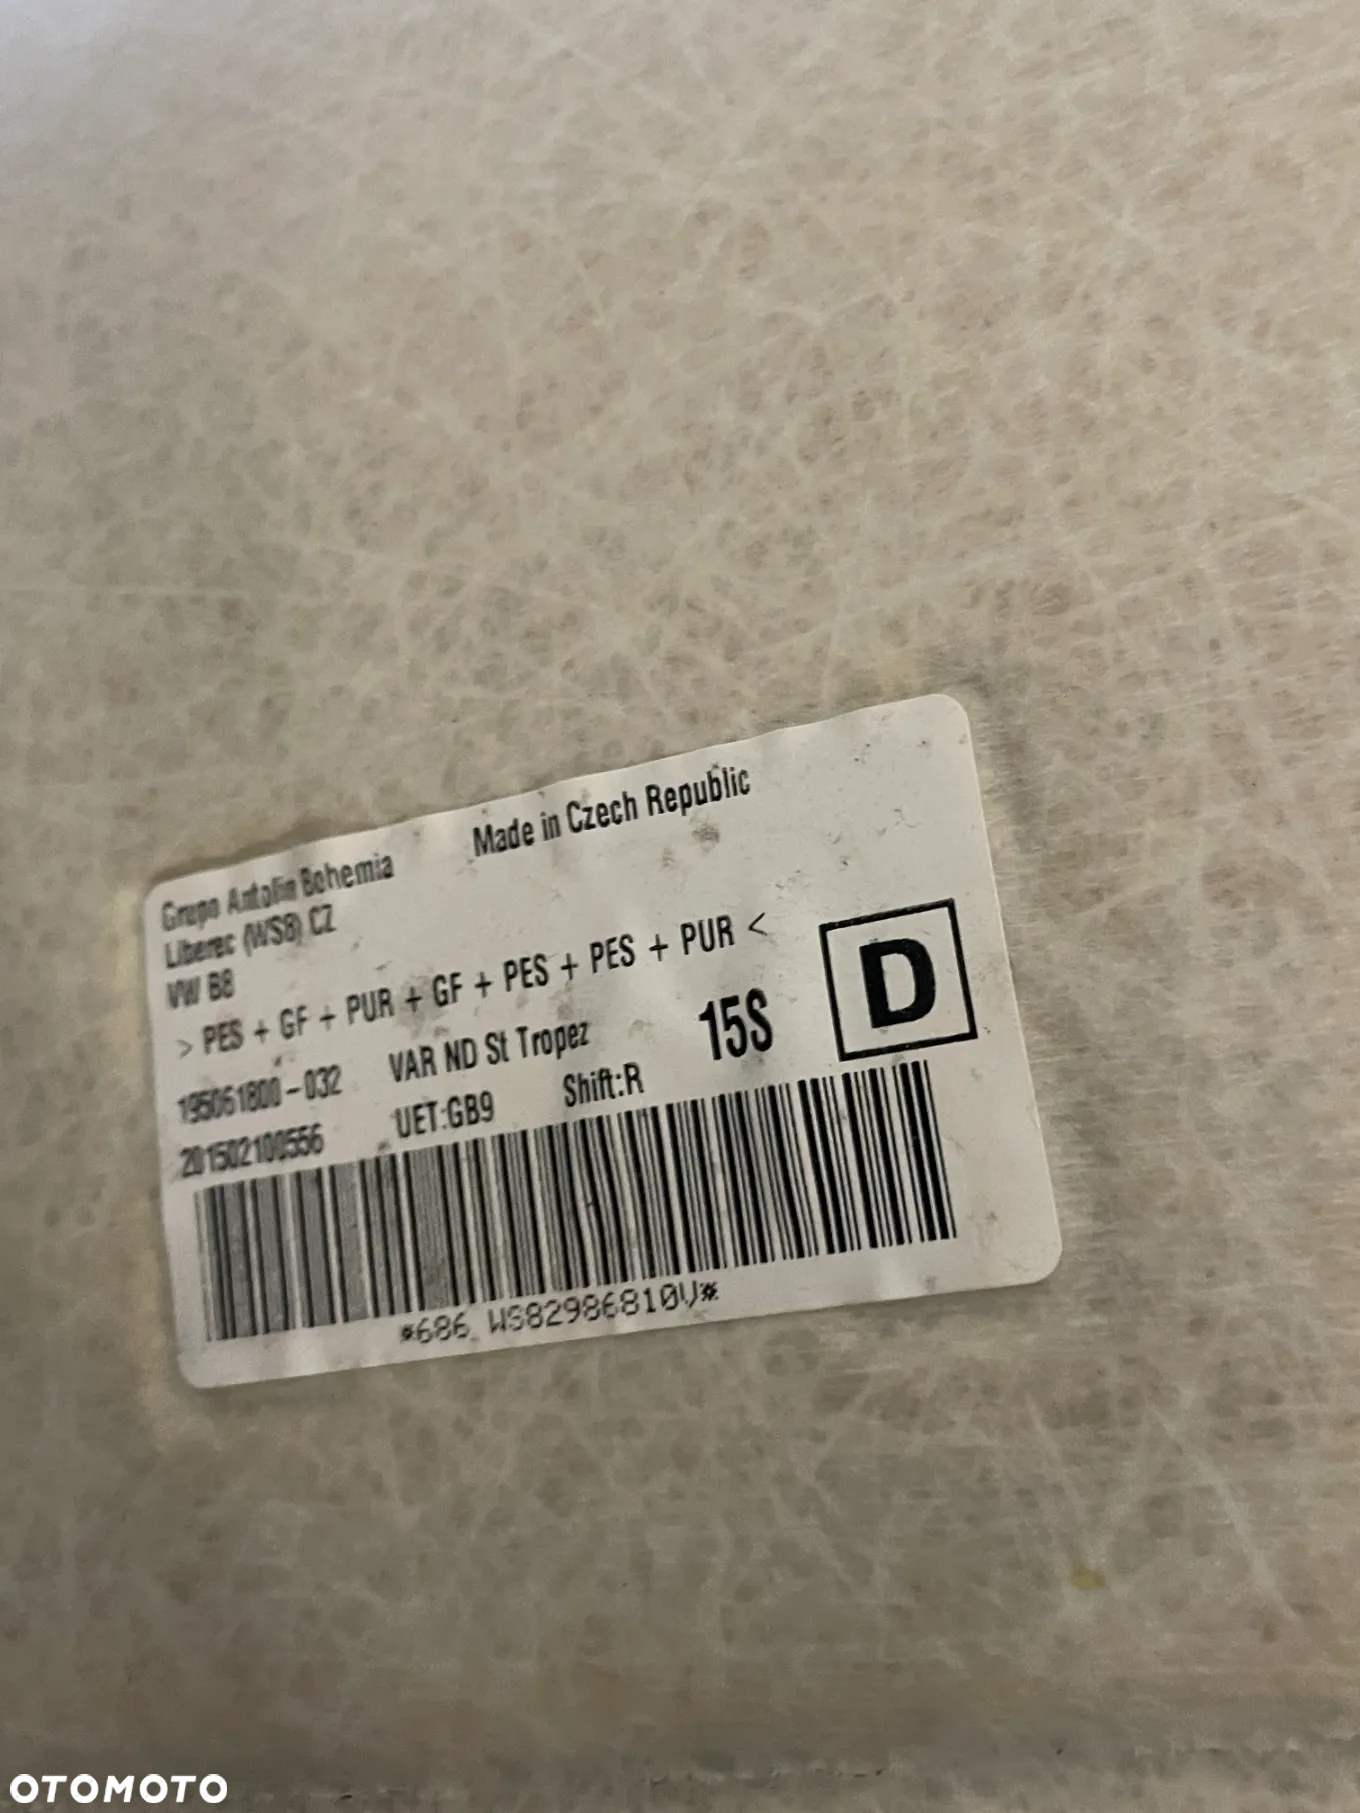 Grupo Antolin Bohemia
Made in Czech Republic
Liberec (WS8) CZ
VW B8
> PES + GF + PUR + GF + PES + PES + PUR <
195061800-032
VAR ND St Tropez
15S
D
201502100556
UET:GB9
Shift:R
*686 WS82986810V*
OTOMOTO